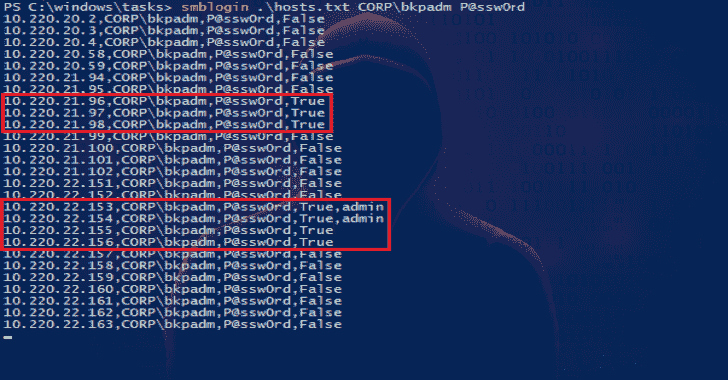 PS C:\windows\tasks> smblogin .\hosts.txt CORP\bkpadm P@ssw0rd
10.220.20.2,CORP\bkpadm,P@ssw0rd,False
10.220.20.3,CORP\bkpadm,P@ssw0rd,False
10.220.20.4,CORP\bkpadm,P@ssw0rd,False
10.220.20.58,CORP\bkpadm,P@ssw0rd,False
10.220.20.59,CORP\bkpadm,P@ssw0rd,False
10.220.21.94,CORP\bkpadm,P@ssw0rd,False
10.220.21.95,CORP\bkpadm,P@ssw0rd,False
10.220.21.96,CORP\bkpadm,P@ssw0rd,True
10.220.21.97,CORP\bkpadm,P@ssw0rd,True
10.220.21.98,CORP\bkpadm,P@ssw0rd,True
10.220.21.99,CORP\bkpadm,P@ssw0rd,False
10.220.21.100,CORP\bkpadm,P@ssw0rd,False
10.220.21.101,CORP\bkpadm,P@ssw0rd,False
10.220.21.102,CORP\bkpadm,P@ssw0rd,False
10.220.22.151,CORP\bkpadm,P@ssw0rd,False
10.220.22.152,CORP\bkpadm,P@ssw0rd,False
10.220.22.153,CORP\bkpadm,P@ssw0rd,True,admin
10.220.22.154,CORP\bkpadm,P@ssw0rd,True,admin
10.220.22.155,CORP\bkpadm,P@ssw0rd,True
10.220.22.156,CORP\bkpadm,P@ssw0rd,True
10.220.22.157,CORP\bkpadm,P@ssw0rd,False
10.220.22.158,CORP\bkpadm,P@ssw0rd,False
10.220.22.159,CORP\bkpadm,P@ssw0rd,False
10.220.22.160,CORP\bkpadm,P@ssw0rd,False
10.220.22.161,CORP\bkpadm,P@ssw0rd,False
10.220.22.162,CORP\bkpadm,P@ssw0rd,False
10.220.22.163,CORP\bkpadm,P@ssw0rd,False